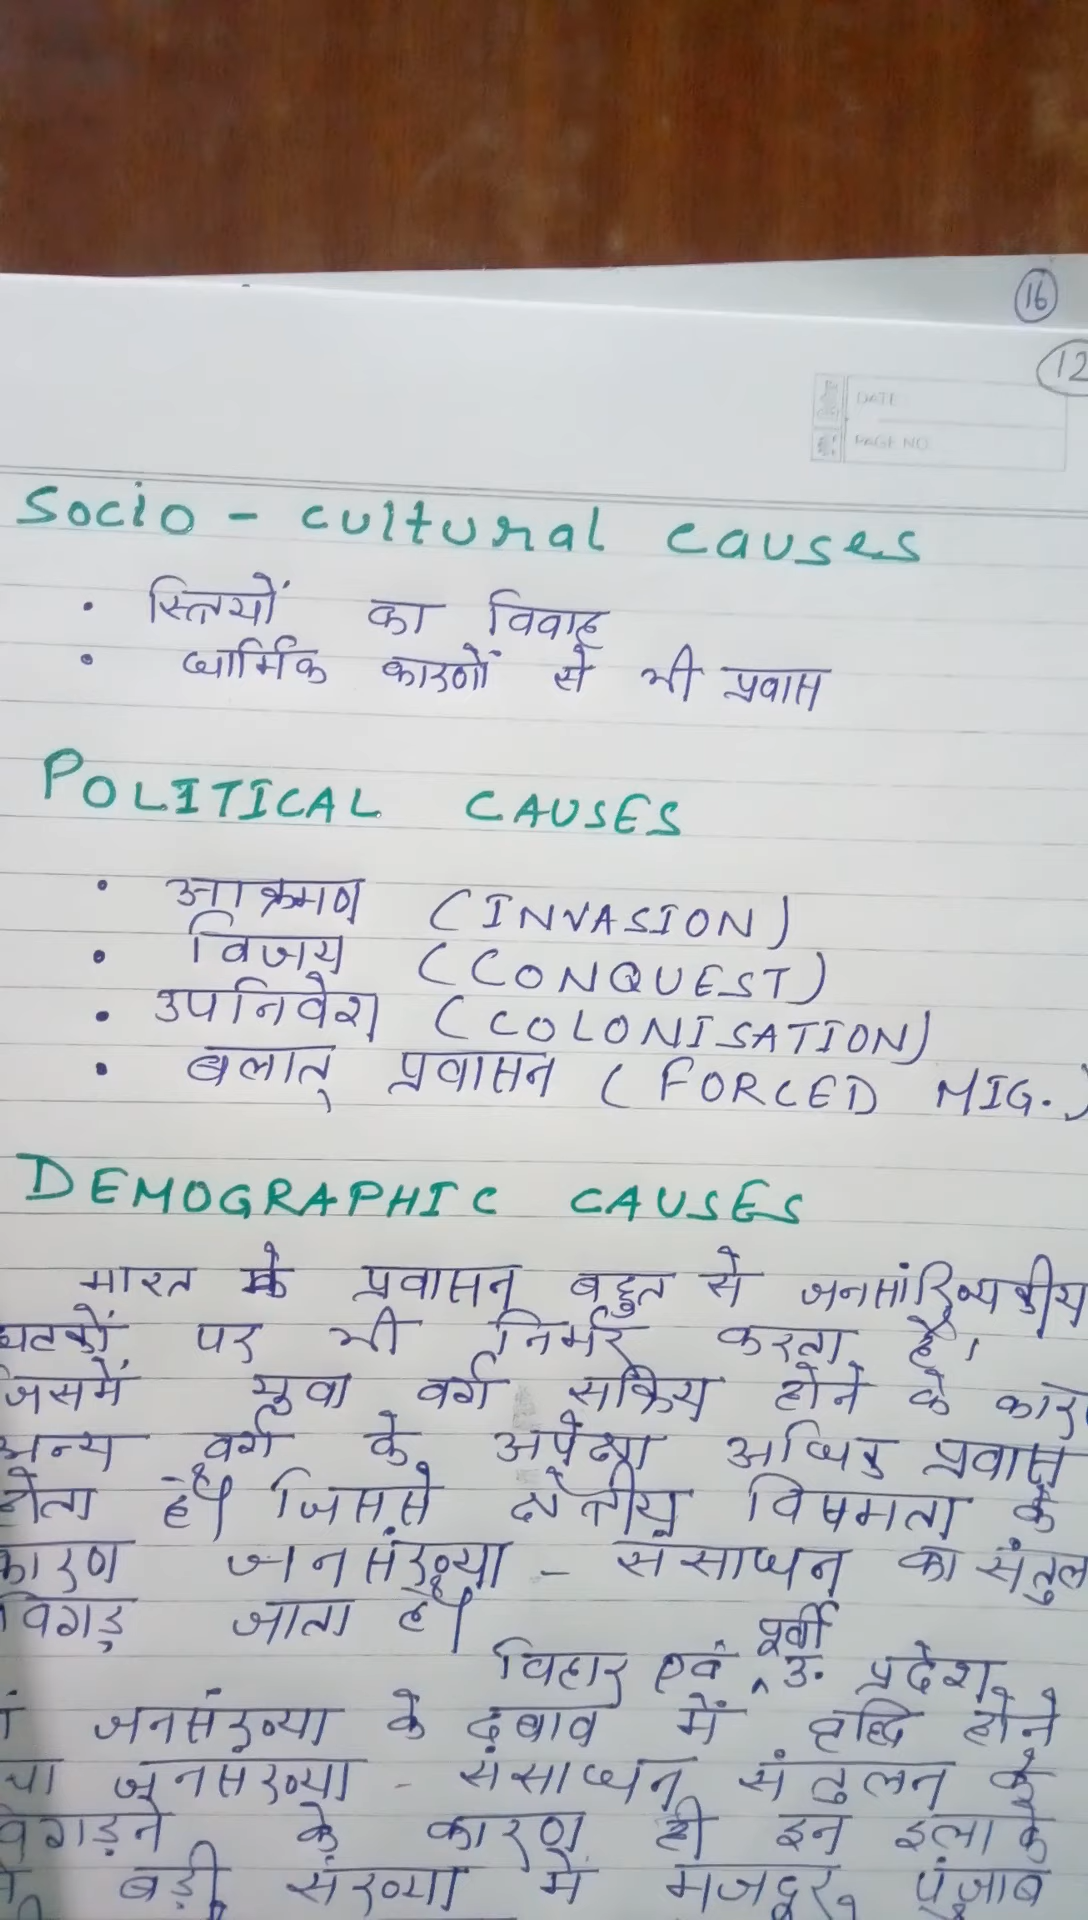 16
12
DATE
PAGE NO.
Socio - cultural causes
• स्त्रियों का विवाह
• धार्मिक कारणों से भी प्रवास
POLITICAL CAUSES
• आक्रमण (INVASION)
• विजय (CONQUEST)
• उपनिवेश (COLONISATION)
• बलात् प्रवासन (FORCED MIG.)
DEMOGRAPHIC CAUSES
भारत के प्रवासन बहुत से जनसांख्यिकीय
घटकों पर भी निर्भर करता है।
जिसमें युवा वर्ग सक्रिय होने के कार
अन्य वर्ग के अपेक्षा अधिक प्रवास
होता है। जिससे क्षेत्रीय विषमता के
कारण जनसंख्या - संसाधन का संतुल
बिगड़ जाता है।
पूर्वी
बिहार एवं ^ उ. प्रदेश
जनसंख्या के दबाव में वृद्धि होने
जनसंख्या - संसाधन संतुलन के
के कारण ही इन इलाके
बड़ी संख्या में मजदूर पंजाब